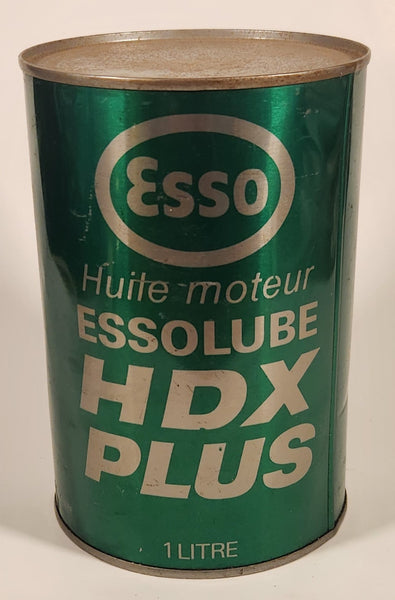 Esso
Huile moteur
ESSOLUBE
HDX
PLUS
1 LITRE